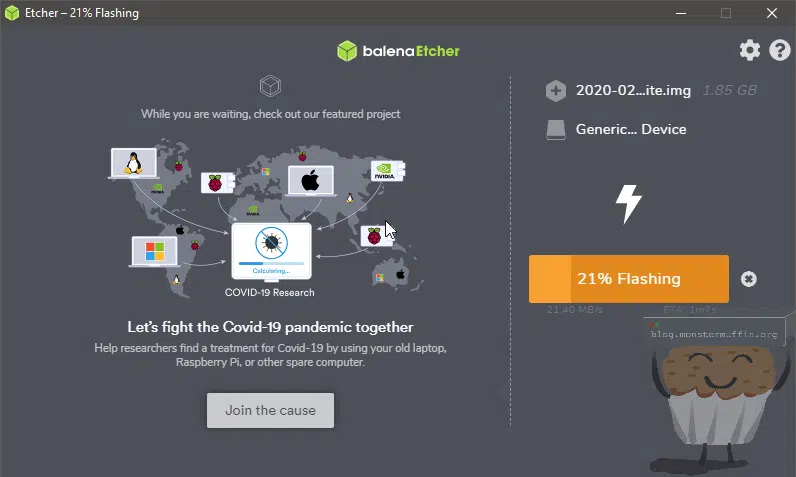 Etcher – 21% Flashing
balenaEtcher
While you are waiting, check out our featured project
2020-02...ite.img 1.85 GB
Generic... Device
NVIDIA
Calculating...
COVID-19 Research
21% Flashing
21.40 MB/s ETA: 1m7s
blog.monstermuffin.org
Let's fight the Covid-19 pandemic together
Help researchers find a treatment for Covid-19 by using your old laptop,
Raspberry Pi, or other spare computer.
Join the cause